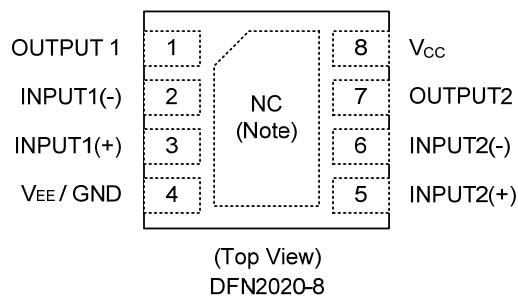 OUTPUT 1 1 8 VCC
INPUT1(-) 2 7 OUTPUT2
NC
(Note)
INPUT1(+) 3 6 INPUT2(-)
VEE / GND 4 5 INPUT2(+)
(Top View)
DFN2020-8